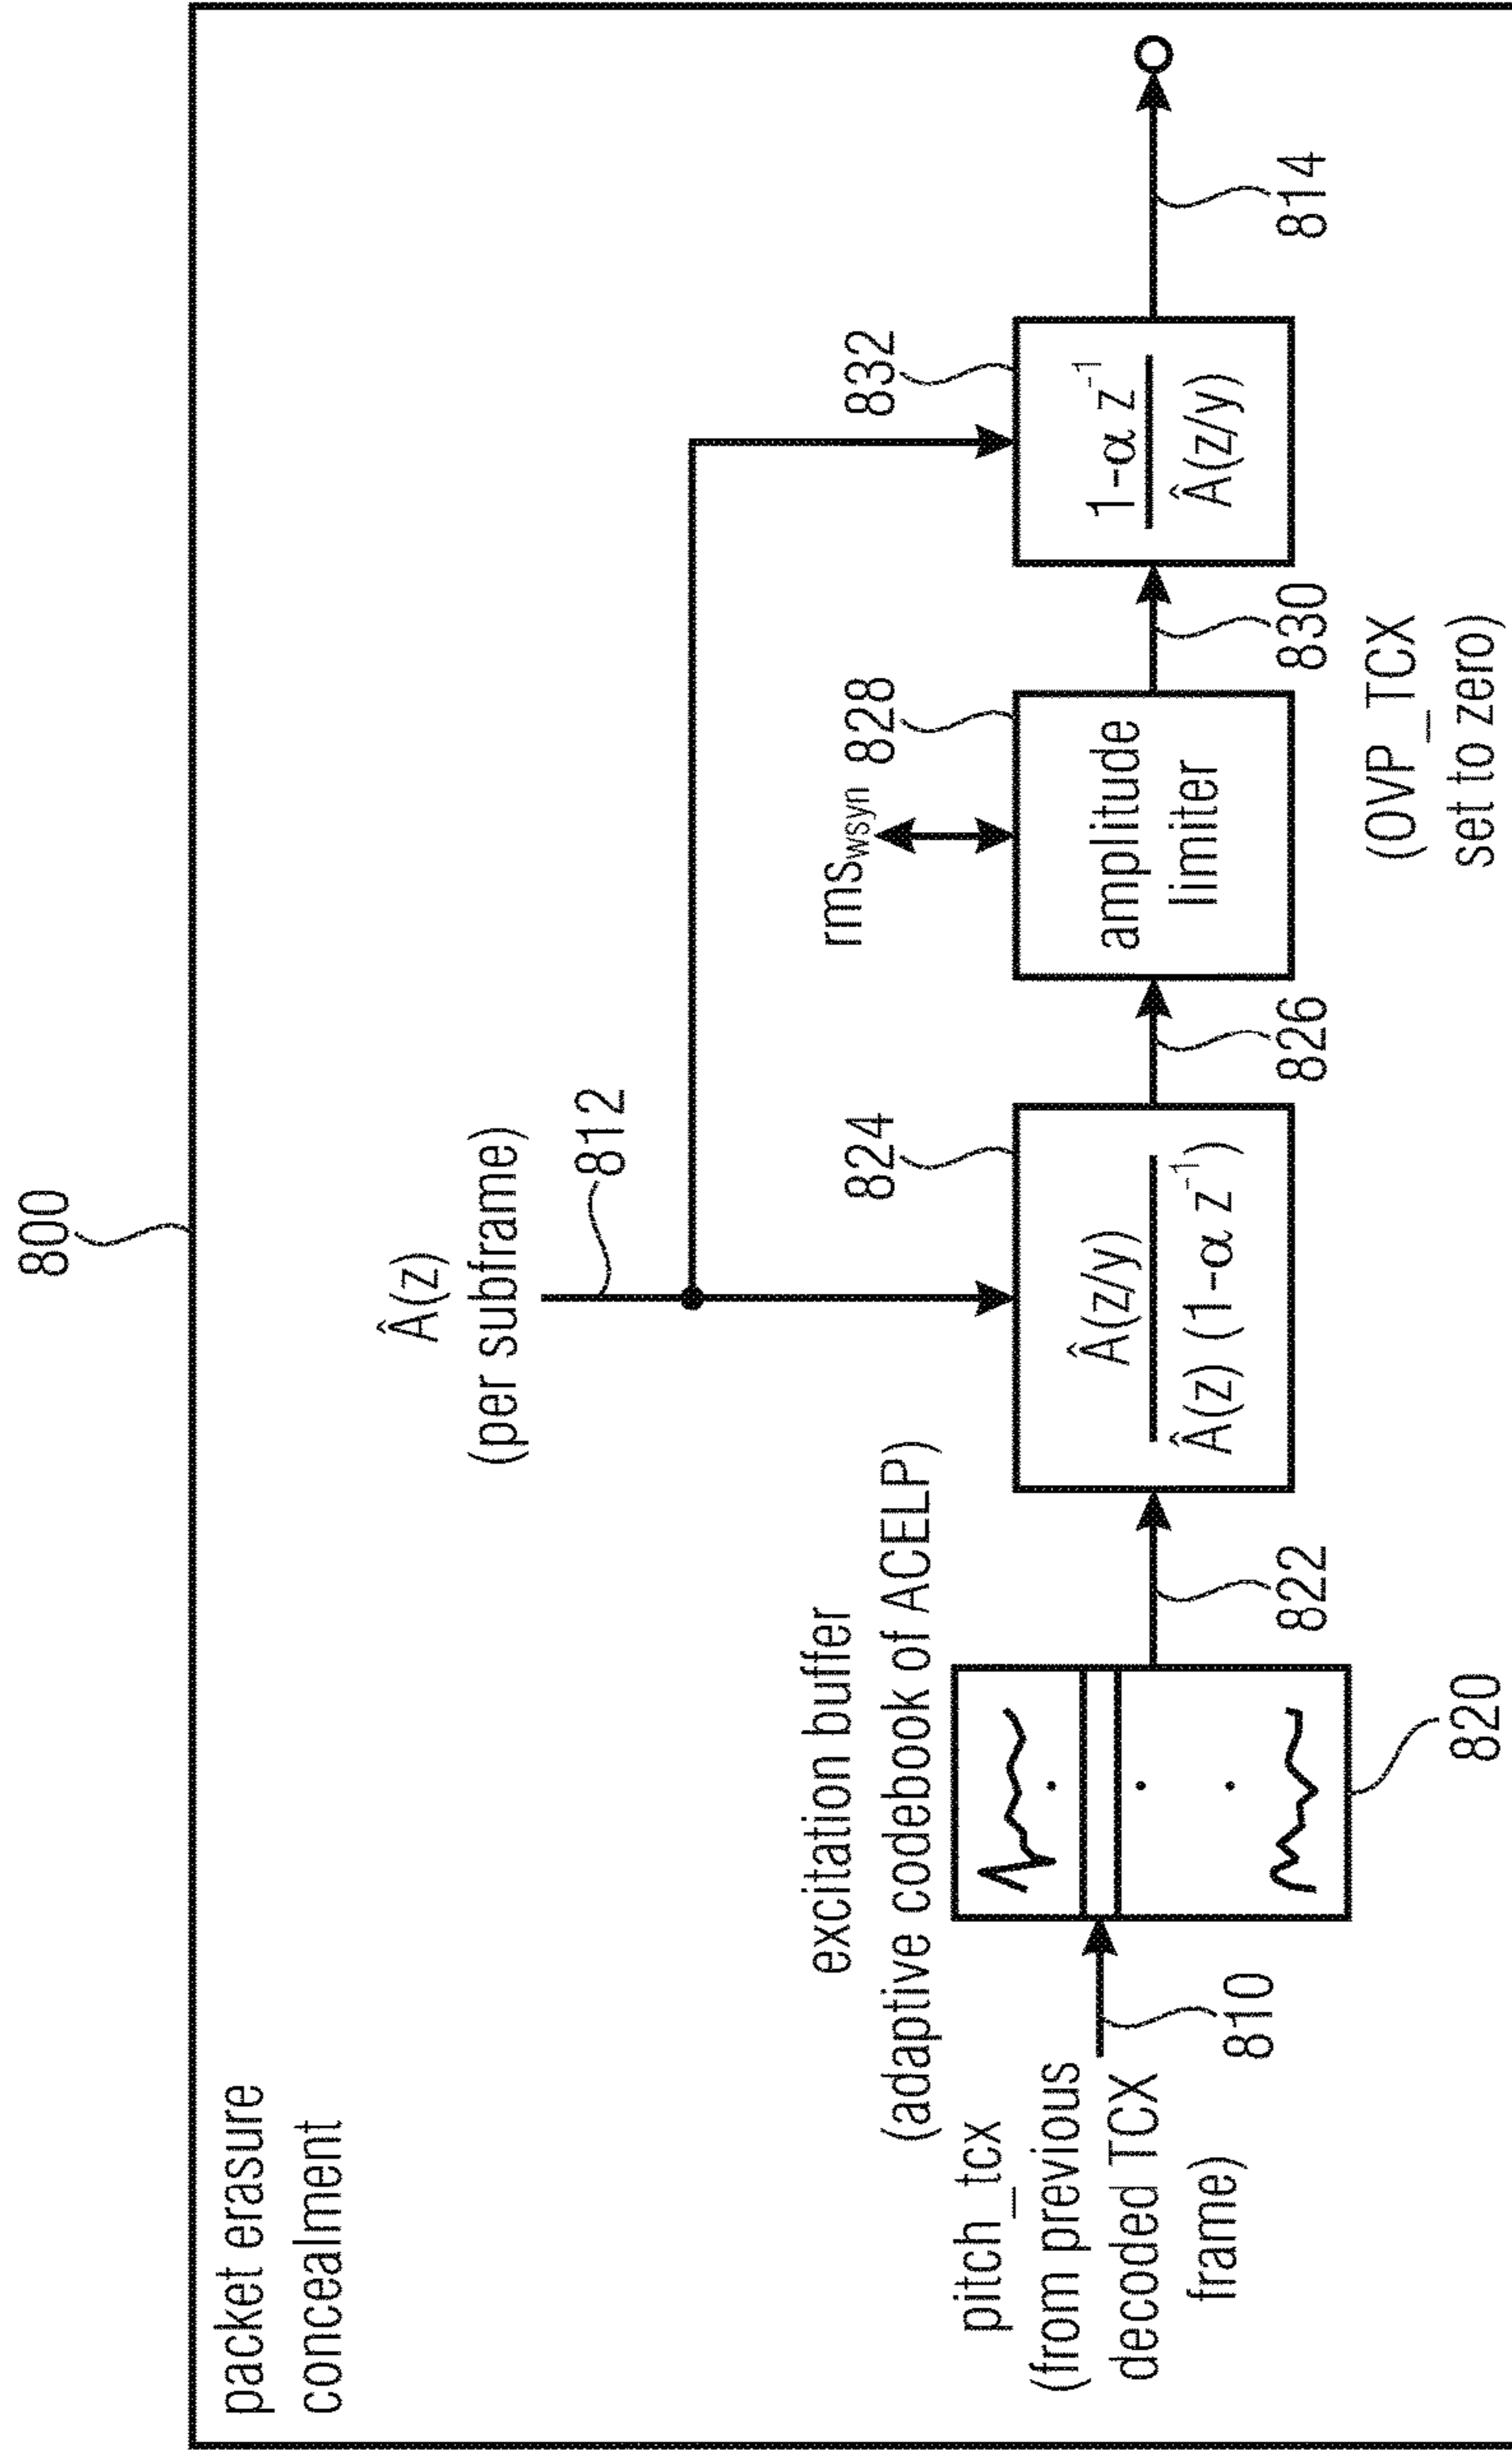 800
packet erasure
concealment
Â(z)
(per subframe)
812
excitation buffer
(adaptive codebook of ACELP)
pitch_tcx
(from previous
decoded TCX
frame)
810
820
822
824
Â(z/y)
Â(z) (1-α z⁻¹)
826
rms_wsyn
828
amplitude
limiter
830
(OVP_TCX
set to zero)
832
1-α z⁻¹
Â(z/y)
814